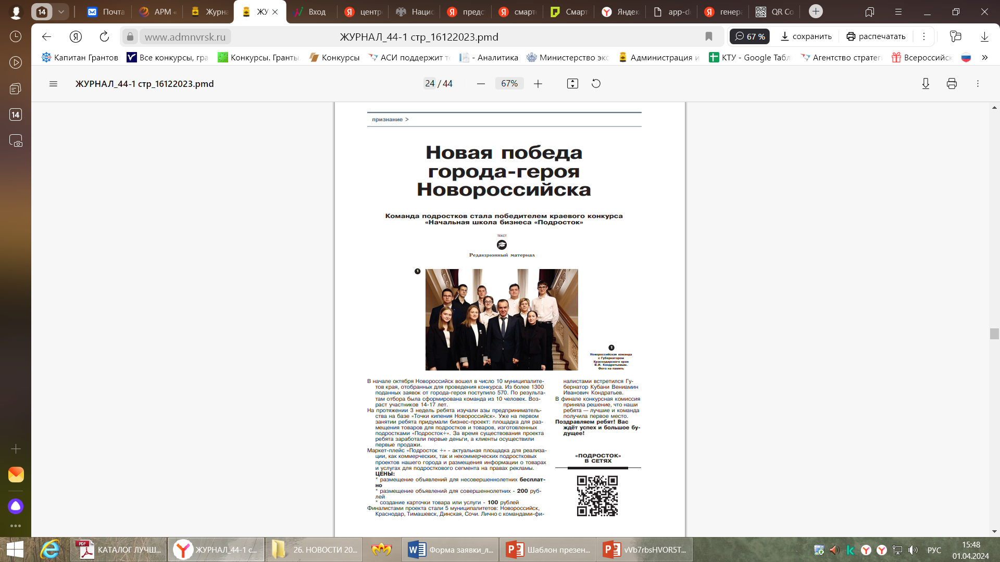 14
Почта
АРМ «
Журна
ЖУ
Вход
центр
Нацис
предс
смарт
Смарт
Яндек
app-d
генер
QR Co
www.admnvrsk.ru
ЖУРНАЛ_44-1 стр_16122023.pmd
67 %
сохранить
распечатать
Капитан Грантов
Все конкурсы, гра
Конкурсы. Гранты.
Конкурсы
АСИ поддержит те
- Аналитика
Министерство экс
Администрация и
КТУ - Google Табл
Агентство стратег
Всероссийск
»
ЖУРНАЛ_44-1 стр_16122023.pmd
24 / 44
67%
14
признание >
Новая победа
города-героя
Новороссийска
Команда подростков стала победителем краевого конкурса
«Начальная школа бизнеса «Подросток»
ТЕКСТ
Редакционный материал
1
1
Новороссийская команда
с Губернатором
Краснодарского края
В.И. Кондратьевым.
Фото на память
В начале октября Новороссийск вошел в число 10 муниципалите-
тов края, отобранных для проведения конкурса. Из более 1300
поданных заявок от города-героя поступило 570. По результа-
там отбора была сформирована команда из 10 человек. Воз-
раст участников 14-17 лет.
На протяжении 3 недель ребята изучали азы предприниматель-
ства на базе «Точки кипения Новороссийск». Уже на первом
занятии ребята придумали бизнес-проект: площадка для раз-
мещения товаров для подростков и товаров, изготовленных
подростками «Подросток+». За время существования проекта
ребята заработали первые деньги, а клиенты осуществили
первые продажи.
Маркет-плейс «Подросток +» - актуальная площадка для реализа-
ции, как коммерческих, так и некоммерческих подростковых
проектов нашего города и размещения информации о товарах
и услугах для подросткового сегмента на правах рекламы.
ЦЕНЫ:
* размещение объявлений для несовершеннолетних бесплат-
но
* размещение объявлений для совершеннолетних - 200 руб-
лей
* создание карточки товара или услуги - 100 рублей
Финалистами проекта стали 5 муниципалитетов: Новороссийск,
Краснодар, Тимашевск, Динская, Сочи. Лично с командами-фи-
налистами встретился Гу-
бернатор Кубани Вениамин
Иванович Кондратьев.
В финале конкурсная комиссия
приняла решение, что наши
ребята — лучшие и команда
получила первое место.
Поздравляем ребят! Вас
ждёт успех и большое бу-
дущее!
«ПОДРОСТОК»
В СЕТЯХ
КАТАЛОГ ЛУЧШ...
ЖУРНАЛ_44-1 с...
26. НОВОСТИ 20...
Форма заявки_л...
Шаблон презен...
vVb7rbsHVOR5T...
РУС
15:48
01.04.2024